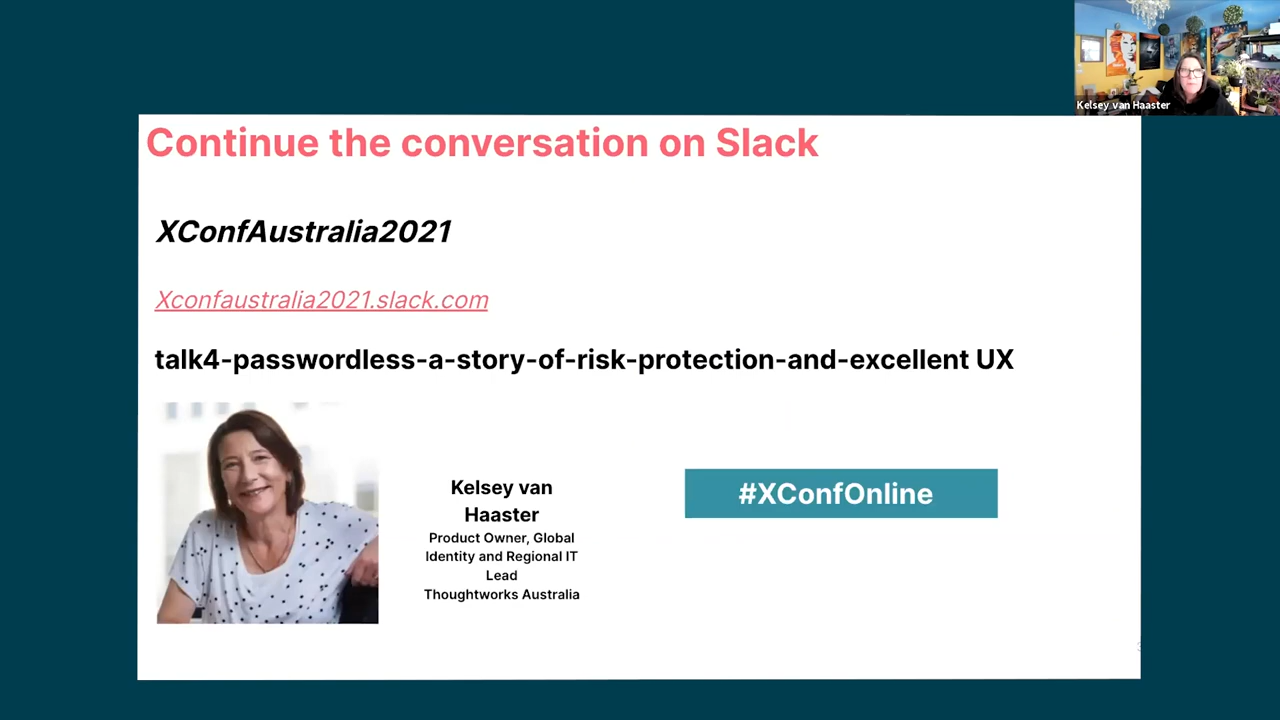 Kelsey van Haaster
Continue the conversation on Slack
XConfAustralia2021
Xconfaustralia2021.slack.com
talk4-passwordless-a-story-of-risk-protection-and-excellent UX
Kelsey van
Haaster
Product Owner, Global
Identity and Regional IT
Lead
Thoughtworks Australia
#XConfOnline